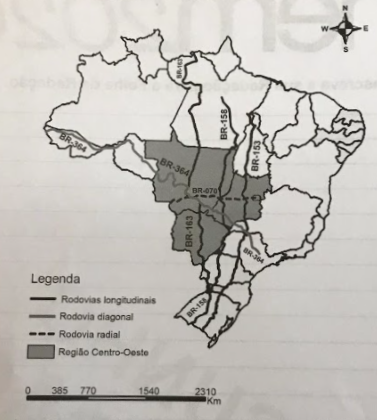 N
W E
S
BR-163
BR-158
BR-153
BR-364
BR-364
BR-070
BR-163
BR-364
BR-158
Legenda
Rodovias longitudinais
Rodovia diagonal
Rodovia radial
Região Centro-Oeste
0 385 770 1540 2310
Km